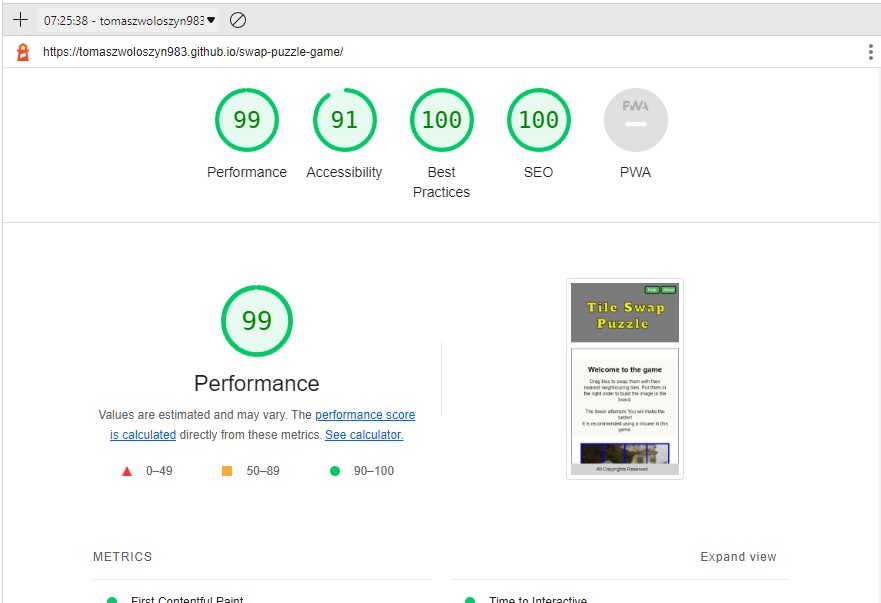 07:25:38 - tomaszwoloszyn983
https://tomaszwoloszyn983.github.io/swap-puzzle-game/
99
91
100
100
PWA
Performance
Accessibility
Best
Practices
SEO
PWA
99
Performance
Values are estimated and may vary. The performance score
is calculated directly from these metrics. See calculator.
0–49
50–89
90–100
Help
About
Tile Swap
Puzzle
Welcome to the game
Drag tiles to swap them with their
nearest neighbouring tiles. Put them in
the right order to build the image in the
board.
The fewer attempts You will make the
better!
It is recommended using a mouse in this
game.
All Copyrights Reserved
METRICS
Expand view
First Contentful Paint
Time to Interactive